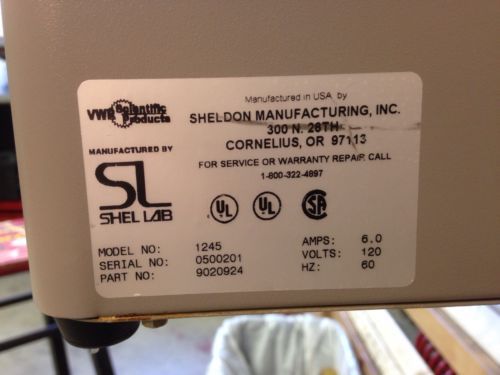 VWR Scientific Products
Manufactured in USA by
SHELDON MANUFACTURING, INC.
300 N. 26TH
CORNELIUS, OR 97113
FOR SERVICE OR WARRANTY REPAIR CALL
1-800-322-4897
MANUFACTURED BY
SL
SHEL LAB
UL UL SA
MODEL NO: 1245 AMPS: 6.0
SERIAL NO: 0500201 VOLTS: 120
PART NO: 9020924 HZ: 60